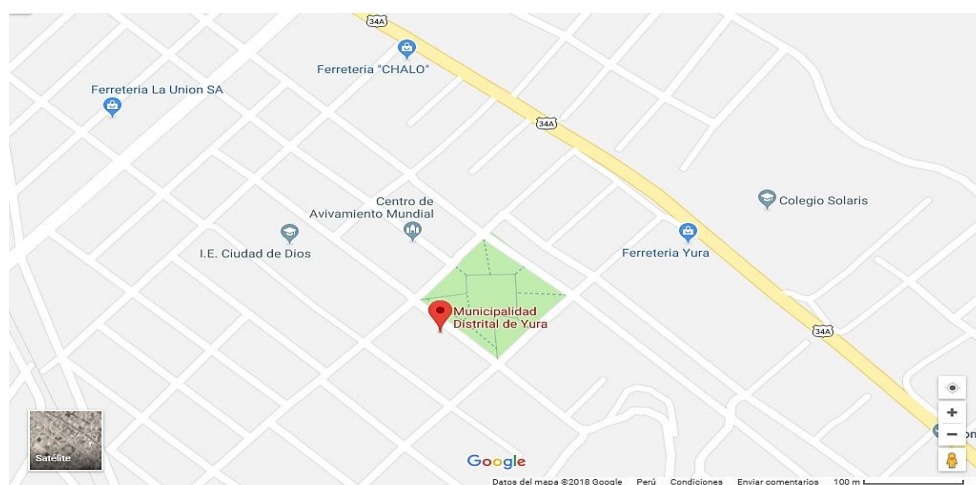 34A
Ferreteria "CHALO"
Ferreteria La Union SA
34A
Centro de
Avivamiento Mundial
Colegio Solaris
I.E. Ciudad de Dios
Ferreteria Yura
Municipalidad
Distrital de Yura
34A
Satélite
Google
Datos del mapa ©2018 Google Perú Condiciones Enviar comentarios 100 m